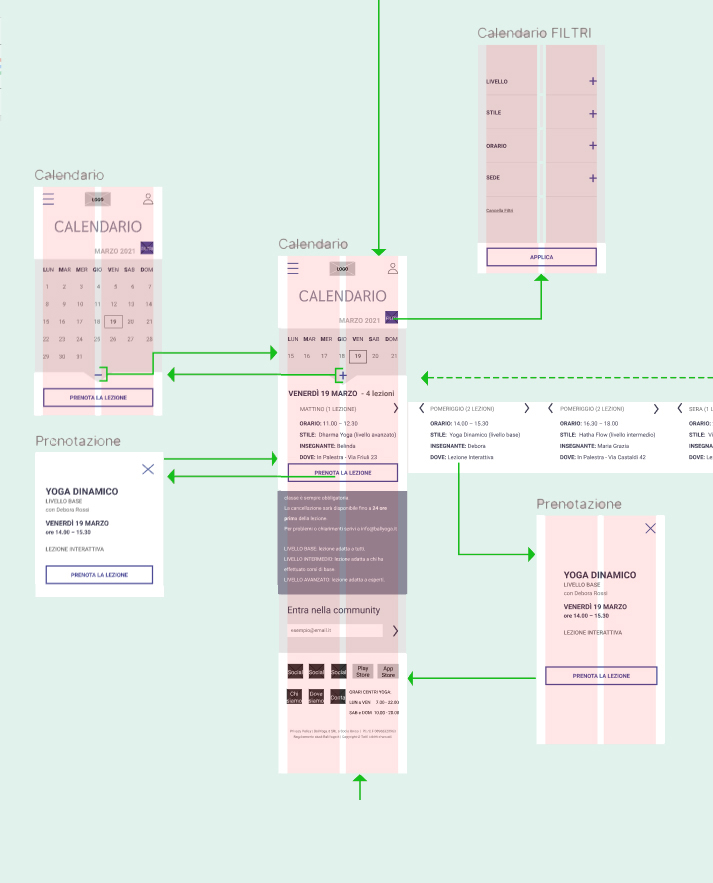 Calendario FILTRI
LIVELLO
STILE
ORARIO
SEDE
Cancella Filtri
APPLICA
Calendario
LOGO
CALENDARIO
MARZO 2021
LUN MAR MER GIO VEN SAB DOM
1 2 3 4 5 6 7
8 9 10 11 12 13 14
15 16 17 18 19 20 21
22 23 24 25 26 27 28
29 30 31
PRENOTA LA LEZIONE
Calendario
LOGO
CALENDARIO
MARZO 2021
LUN MAR MER GIO VEN SAB DOM
15 16 17 18 19 20 21
VENERDÌ 19 MARZO - 4 lezioni
MATTINO (1 LEZIONE)
ORARIO: 11.00 – 12:30
STILE: Dharma Yoga (livello avanzato)
INSEGNANTE: Belinda
DOVE: In Palestra - Via Friuli 23
PRENOTA LA LEZIONE
POMERIGGIO (2 LEZIONI)
ORARIO: 14.00 – 15.30
STILE: Yoga Dinamico (livello base)
INSEGNANTE: Debora
DOVE: Lezione Interattiva
POMERIGGIO (2 LEZIONI)
ORARIO: 16.30 – 18.00
STILE: Hatha Flow (livello intermedio)
INSEGNANTE: Maria Grazia
DOVE: In Palestra - Via Castaldi 42
SERA (1 L
ORARIO:
STILE: Vi
INSEGNA
DOVE: Le
Prenotazione
YOGA DINAMICO
LIVELLO BASE
con Debora Rossi
VENERDÌ 19 MARZO
ore 14.00 – 15.30
LEZIONE INTERATTIVA
PRENOTA LA LEZIONE
classe è sempre obbligatoria.
La cancellazione sarà disponibile fino a 24 ore
prima delle lezione.
LIVELLO BASE: lezione adatta a tutti.
LIVELLO INTERMEDIO: lezione adatta a chi ha
effettuato corsi di base.
LIVELLO AVANZATO: lezione adatta a esperti.
Entra nella community
esempio@email.it
Social Social Social Play Store App Store
Chi siamo Dove siamo
ORARI CENTRI YOGA:
LUN a VEN 7.00 - 22.00
SAB e DOM 10.00 - 20.00
Prenotazione
YOGA DINAMICO
LIVELLO BASE
con Debora Rossi
VENERDÌ 19 MARZO
ore 14.00 – 15.30
LEZIONE INTERATTIVA
PRENOTA LA LEZIONE